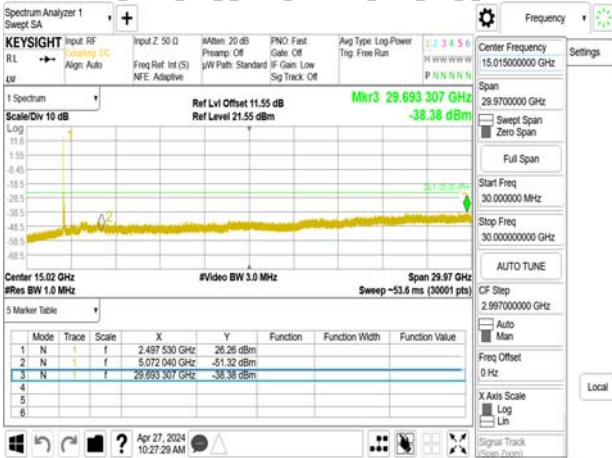 Spectrum Analyzer 1
Swept SA
Frequency
Settings
KEYSIGHT
RL
Input: RF
Coupling: DC
Align: Auto
Input Z: 50 Ω
Freq Ref: Int (S)
NFE: Adaptive
#Atten: 20 dB
Preamp: Off
µW Path: Standard
PNO: Fast
Gate: Off
IF Gain: Low
Sig Track: Off
Avg Type: Log-Power
Trig: Free Run
1 2 3 4 5 6
M W W W W W
P N N N N N
1 Spectrum
Scale/Div 10 dB
Ref Lvl Offset 11.55 dB
Ref Level 21.55 dBm
Mkr3 29.693 307 GHz
-38.38 dBm
Log
11.6
1.55
-8.45
-18.5
-28.5
-38.5
-48.5
-58.5
-68.5
1
2
Center 15.02 GHz
#Res BW 1.0 MHz
#Video BW 3.0 MHz
Span 29.97 GHz
Sweep ~53.6 ms (30001 pts)
5 Marker Table
Mode Trace Scale X Y Function Function Width Function Value
1 N 1 f 2.497 530 GHz 26.26 dBm
2 N 1 f 5.072 040 GHz -51.32 dBm
3 N 1 f 29.693 307 GHz -38.38 dBm
4
5
6
Apr 27, 2024
10:27:29 AM
Center Frequency
15.015000000 GHz
Span
29.9700000 GHz
Swept Span
Zero Span
Full Span
Start Freq
30.000000 MHz
Stop Freq
30.000000000 GHz
AUTO TUNE
CF Step
2.997000000 GHz
Auto
Man
Freq Offset
0 Hz
X Axis Scale
Log
Lin
Signal Track
(Span Zoom)
Local